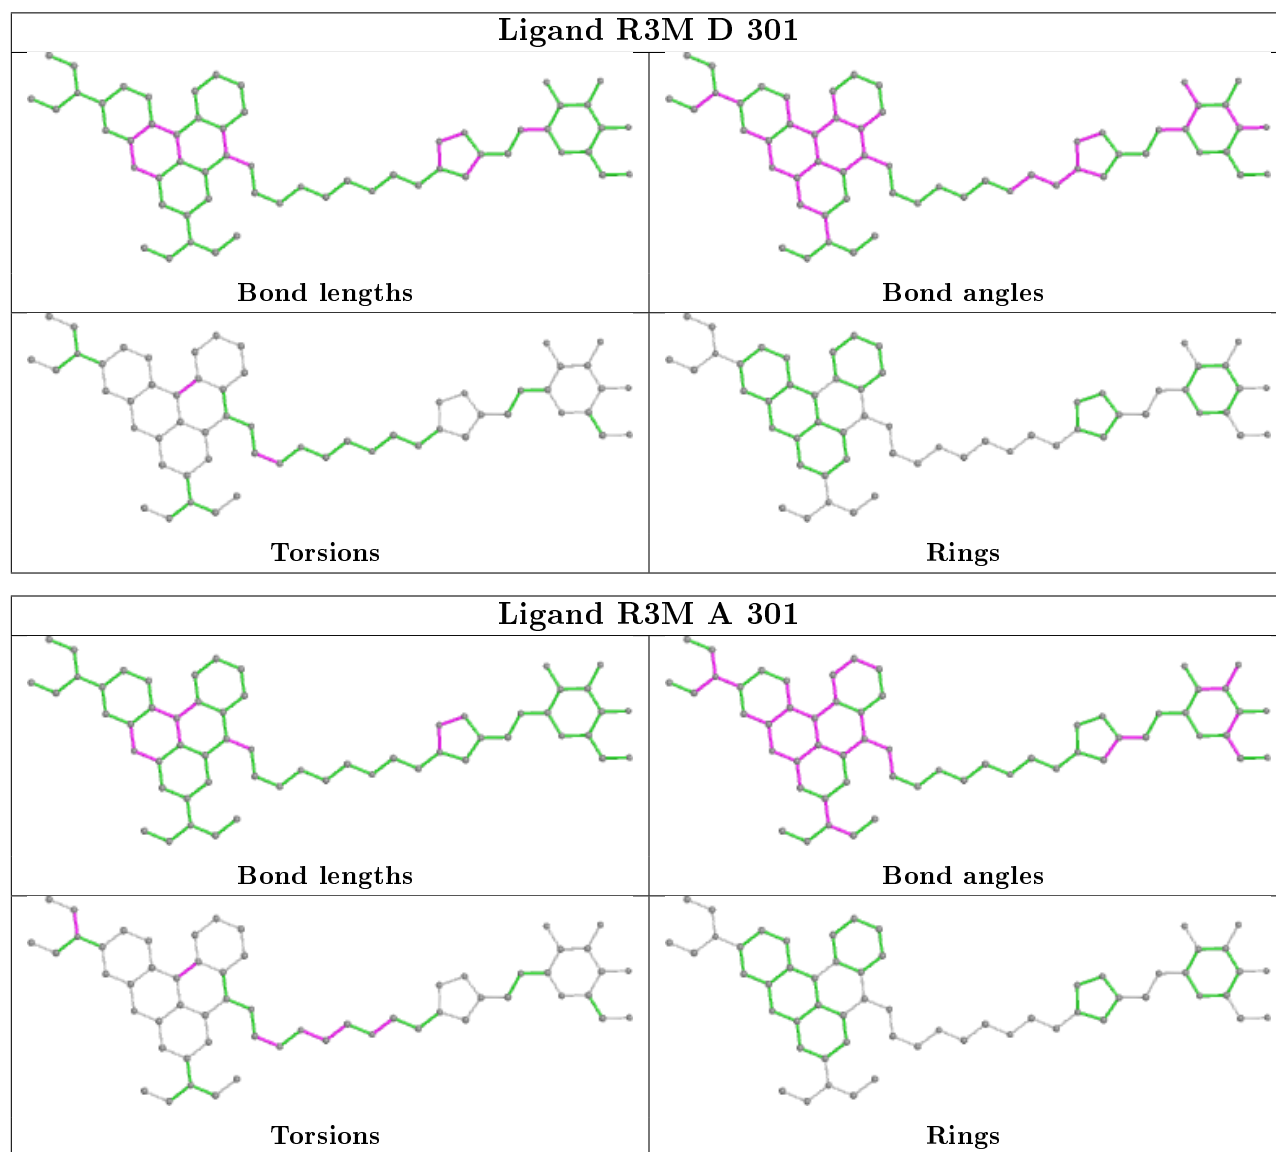 Ligand R3M D 301
Bond lengths
Bond angles
Torsions
Rings
Ligand R3M A 301
Bond lengths
Bond angles
Torsions
Rings